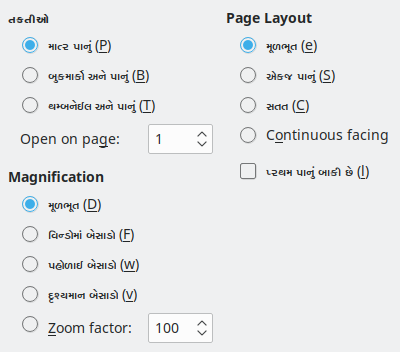 તકતીઓ
માત્ર પાનું (P)
બુકમાર્કો અને પાનું (B)
થમ્બનેઈલ અને પાનું (T)
Open on page:
1
Magnification
મૂળભૂત (D)
વિન્ડોમાં બેસાડો (F)
પહોળાઈ બેસાડો (w)
દૃશ્યમાન બેસાડો (v)
Zoom factor:
100
Page Layout
મૂળભૂત (e)
એકજ પાનું (S)
સતત (C)
Continuous facing
પ્રથમ પાનું બાકી છે (l)